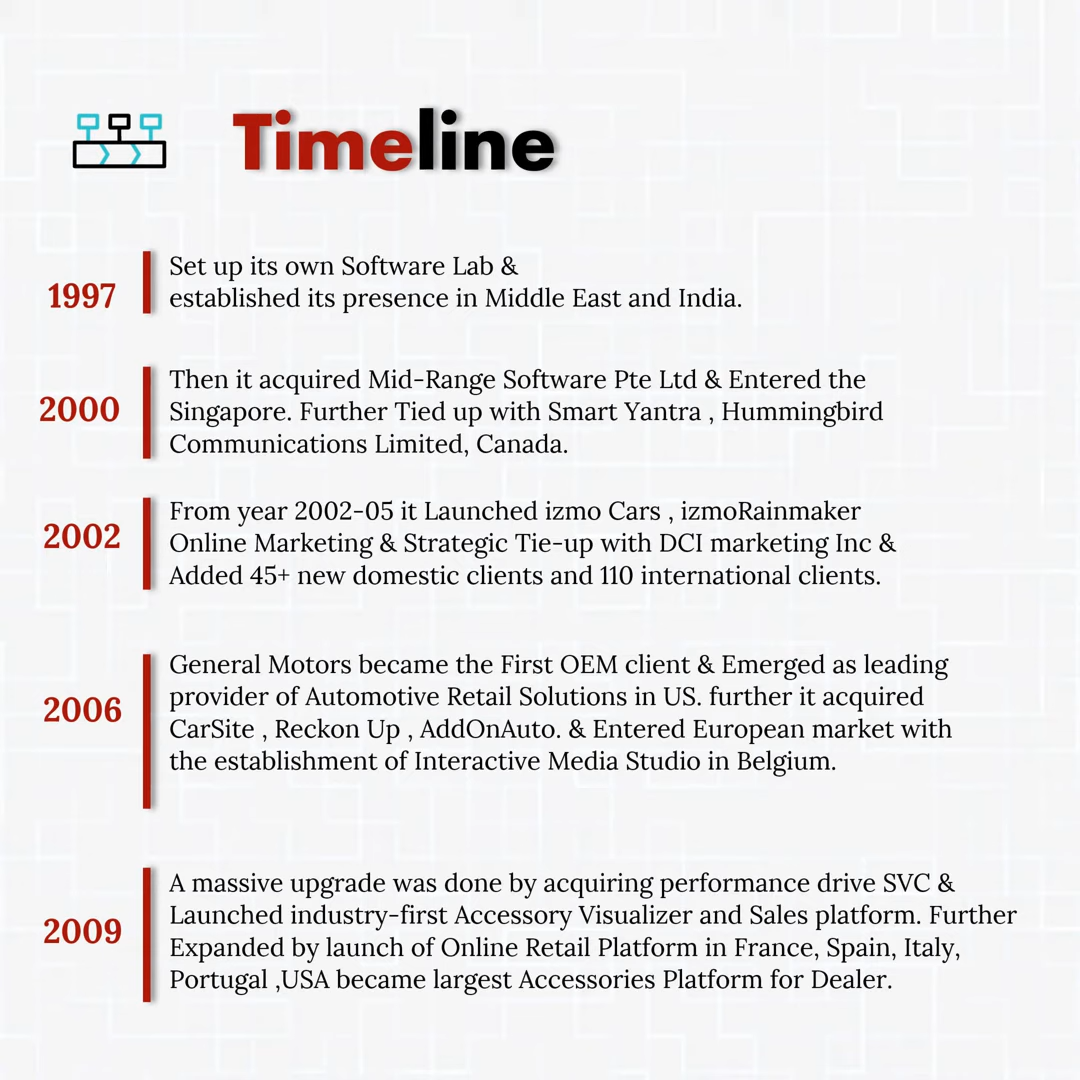 Timeline
1997
Set up its own Software Lab &
established its presence in Middle East and India.
2000
Then it acquired Mid-Range Software Pte Ltd & Entered the
Singapore. Further Tied up with Smart Yantra , Hummingbird
Communications Limited, Canada.
2002
From year 2002-05 it Launched izmo Cars , izmoRainmaker
Online Marketing & Strategic Tie-up with DCI marketing Inc &
Added 45+ new domestic clients and 110 international clients.
2006
General Motors became the First OEM client & Emerged as leading
provider of Automotive Retail Solutions in US. further it acquired
CarSite , Reckon Up , AddOnAuto. & Entered European market with
the establishment of Interactive Media Studio in Belgium.
2009
A massive upgrade was done by acquiring performance drive SVC &
Launched industry-first Accessory Visualizer and Sales platform. Further
Expanded by launch of Online Retail Platform in France, Spain, Italy,
Portugal ,USA became largest Accessories Platform for Dealer.